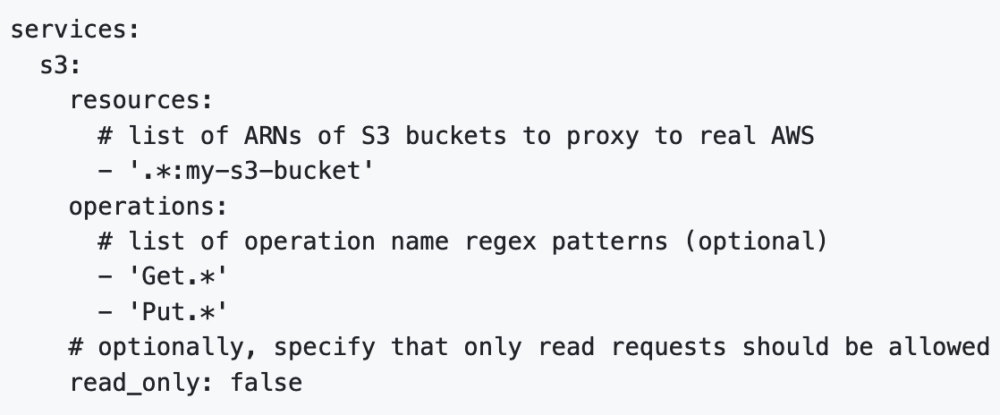 services:
  s3:
    resources:
      # list of ARNs of S3 buckets to proxy to real AWS
      - '.*:my-s3-bucket'
    operations:
      # list of operation name regex patterns (optional)
      - 'Get.*'
      - 'Put.*'
    # optionally, specify that only read requests should be allowed
    read_only: false